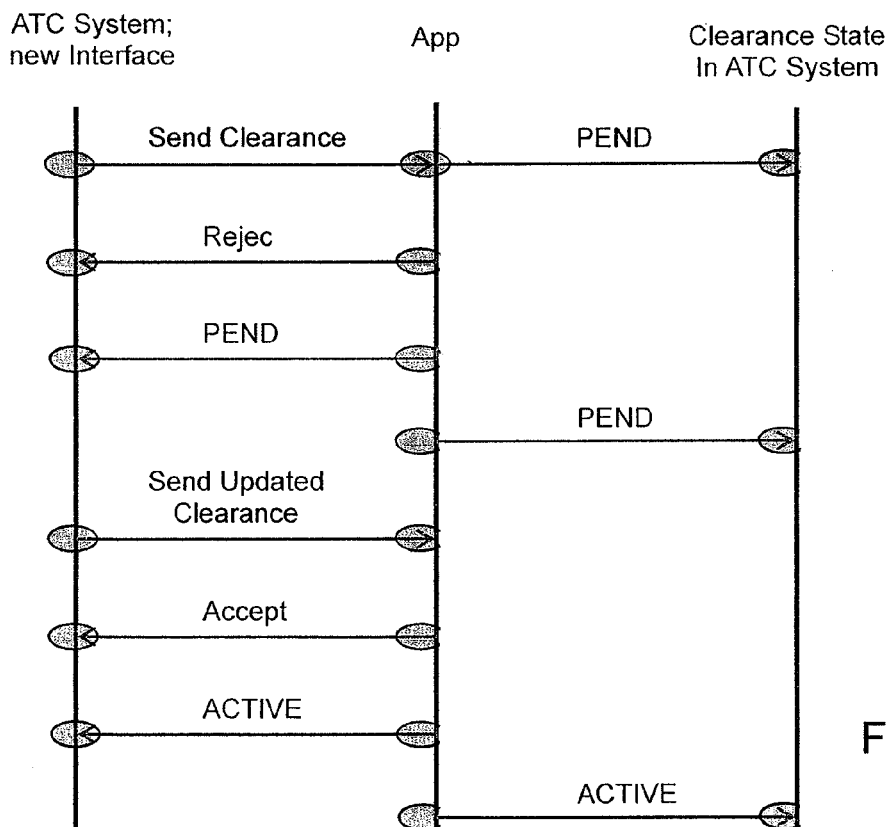 ATC System;
new Interface
App
Clearance State
In ATC System
Send Clearance
PEND
Rejec
PEND
PEND
Send Updated
Clearance
Accept
ACTIVE
F
ACTIVE